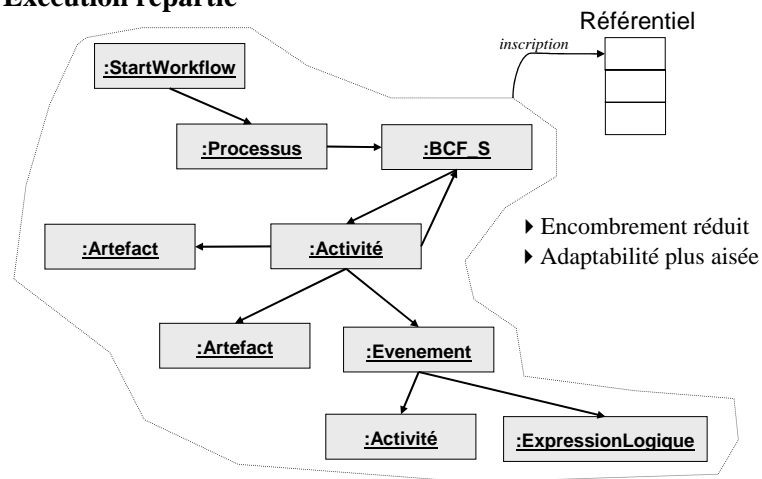 Exécution répartie
Référentiel
inscription
:StartWorkflow
:Processus
:BCF_S
:Artefact
:Activité
Encombrement réduit
Adaptabilité plus aisée
:Artefact
:Evenement
:Activité
:ExpressionLogique